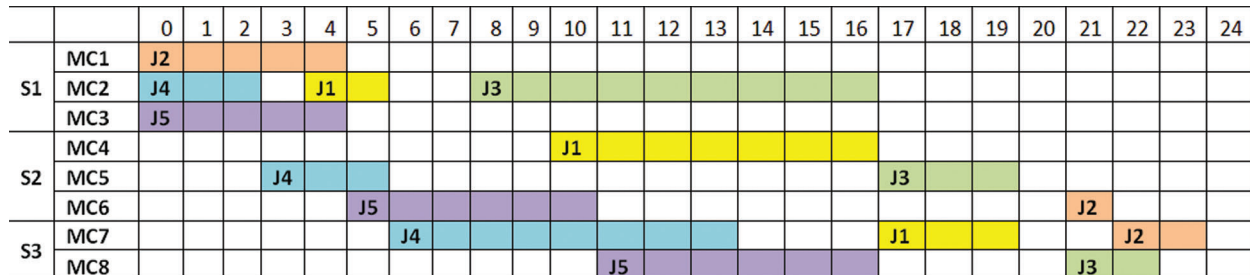 0 1 2 3 4 5 6 7 8 9 10 11 12 13 14 15 16 17 18 19 20 21 22 23 24
MC1 J2
S1 MC2 J4 J1 J3
MC3 J5
MC4 J1
S2 MC5 J4 J3
MC6 J5 J2
MC7 J4 J1 J2
S3
MC8 J5 J3